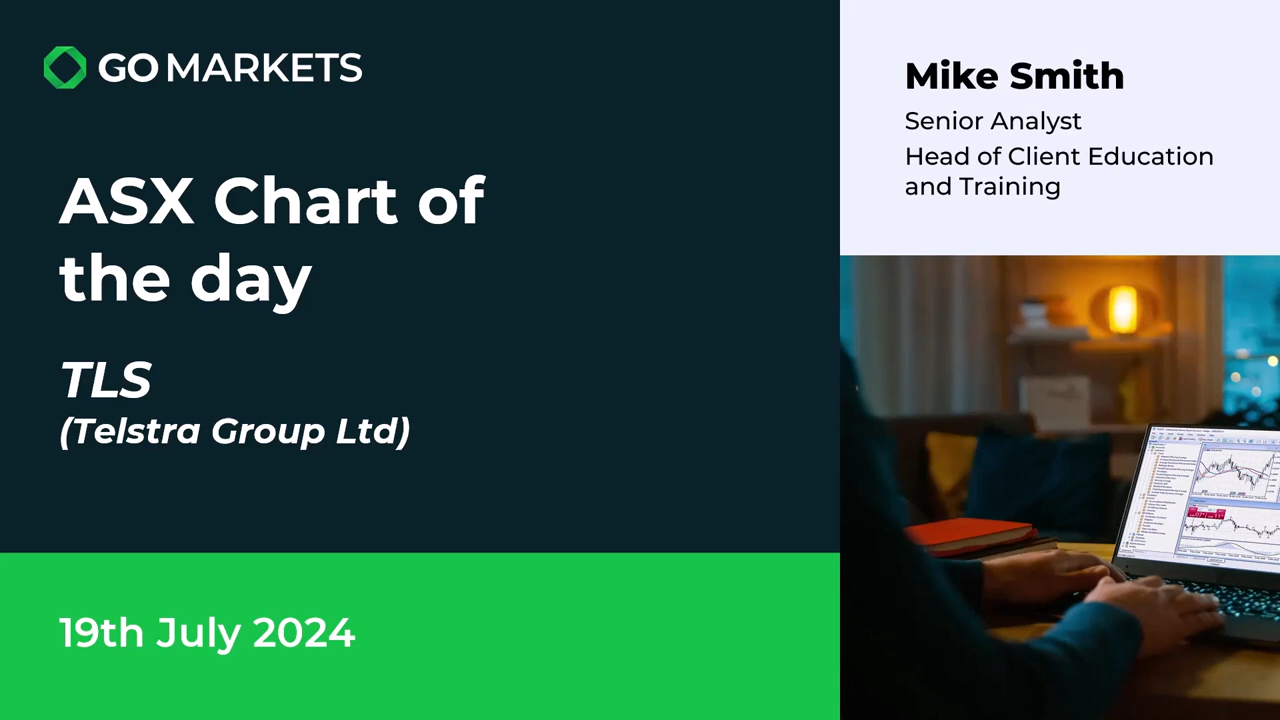 GO MARKETS
ASX Chart of
the day
TLS
(Telstra Group Ltd)
19th July 2024
Mike Smith
Senior Analyst
Head of Client Education
and Training